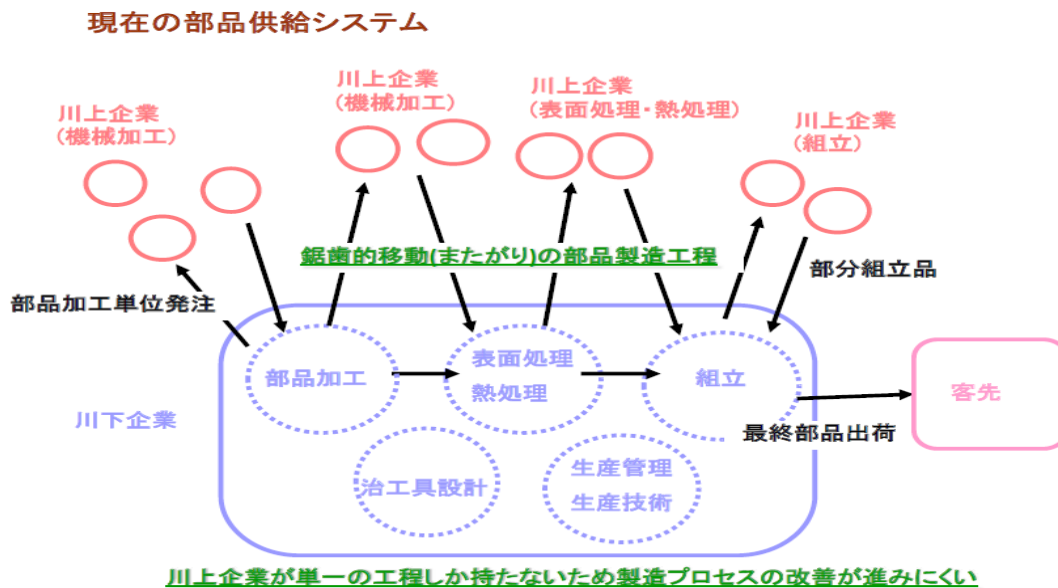 現在の部品供給システム
川上企業
(機械加工)
川上企業
(機械加工)
川上企業
(表面処理・熱処理)
川上企業
(組立)
鋸歯的移動(またがり)の部品製造工程
部品加工単位発注
部分組立品
部品加工
表面処理
熱処理
組立
客先
川下企業
最終部品出荷
治工具設計
生産管理
生産技術
川上企業が単一の工程しか持たないため製造プロセスの改善が進みにくい